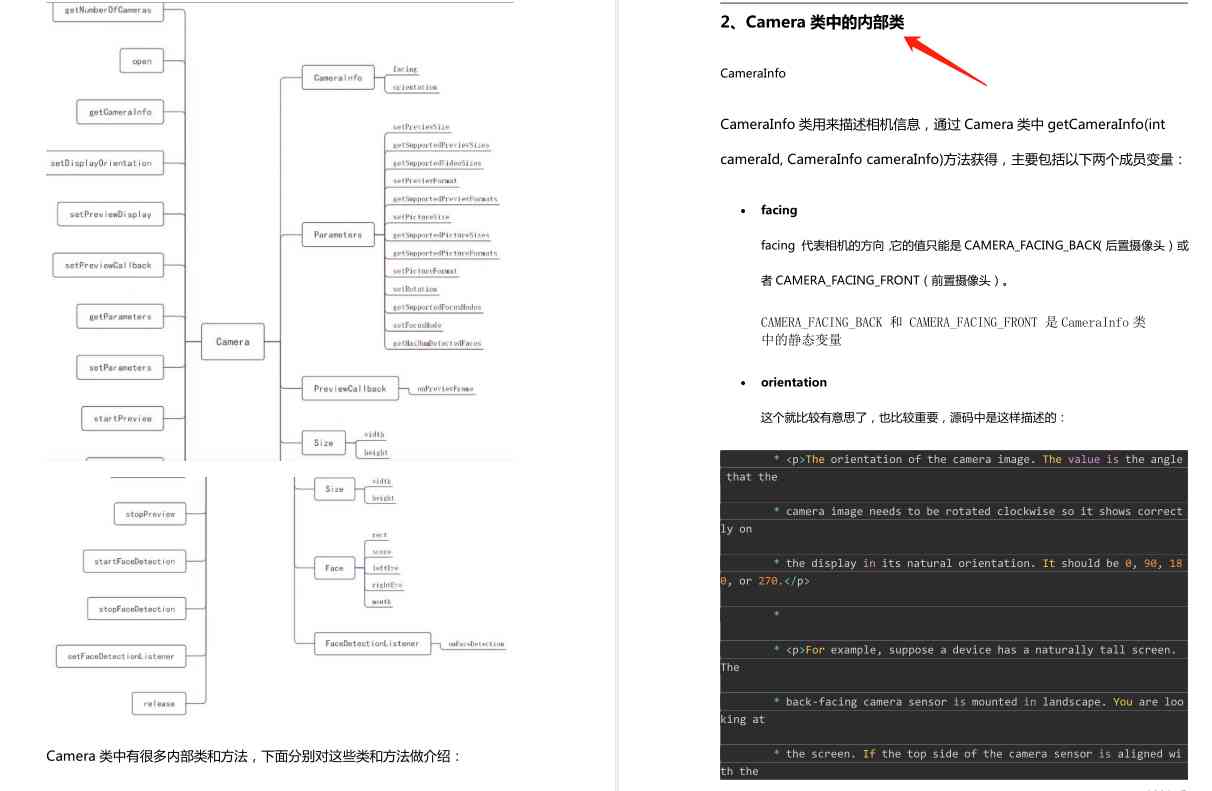 getNumberOfCameras
open
getCameraInfo
setDisplayOrientation
setPreviewDisplay
setPreviewCallback
getParameters
setParameters
startPreview
Camera
CameraInfo
facing
orientation
Parameters
setPreviewSize
getSupportedPreviewSizes
getSupportedVideoSizes
setPreviewFormat
getSupportedPreviewFormats
setPictureSize
getSupportedPictureSizes
getSupportedPictureFormats
setPictureFormat
setRotation
getSupportedFocusModes
setFocusMode
getMaxNumDetectedFaces
PreviewCallback
onPreviewFrame
Size
width
height
stopPreview
startFaceDetection
stopFaceDetection
setFaceDetectionListener
release
Size
width
height
Face
rect
score
leftEye
rightEye
mouth
FaceDetectionListener
onFaceDetection
Camera 类中有很多内部类和方法，下面分别对这些类和方法做介绍：
2、Camera 类中的内部类
CameraInfo
CameraInfo 类用来描述相机信息，通过 Camera 类中 getCameraInfo(int
cameraId, CameraInfo cameraInfo)方法获得，主要包括以下两个成员变量：
• facing
facing 代表相机的方向,它的值只能是 CAMERA_FACING_BACK（后置摄像头）或
者 CAMERA_FACING_FRONT（前置摄像头）。
CAMERA_FACING_BACK 和 CAMERA_FACING_FRONT 是 CameraInfo 类
中的静态变量
• orientation
这个就比较有意思了，也比较重要，源码中是这样描述的：
* <p>The orientation of the camera image. The value is the angle
that the
* camera image needs to be rotated clockwise so it shows correct
ly on
* the display in its natural orientation. It should be 0, 90, 18
0, or 270.</p>
*
* <p>For example, suppose a device has a naturally tall screen.
The
* back-facing camera sensor is mounted in landscape. You are loo
king at
* the screen. If the top side of the camera sensor is aligned wi
th the